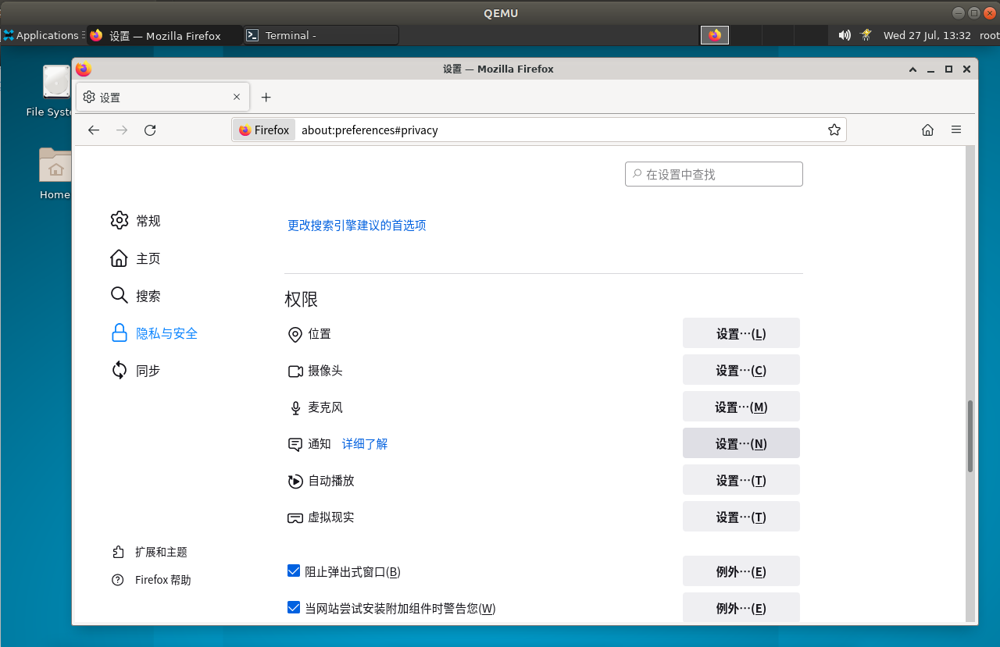 QEMU
Applications
设置 — Mozilla Firefox
Terminal -
Wed 27 Jul, 13:32
root
设置 — Mozilla Firefox
File Syste
Home
设置
Firefox
about:preferences#privacy
在设置中查找
常规
主页
搜索
隐私与安全
同步
扩展和主题
Firefox 帮助
更改搜索引擎建议的首选项
权限
位置
设置…(L)
摄像头
设置…(C)
麦克风
设置…(M)
通知 详细了解
设置…(N)
自动播放
设置…(T)
虚拟现实
设置…(T)
阻止弹出式窗口(B)
例外…(E)
当网站尝试安装附加组件时警告您(W)
例外…(E)